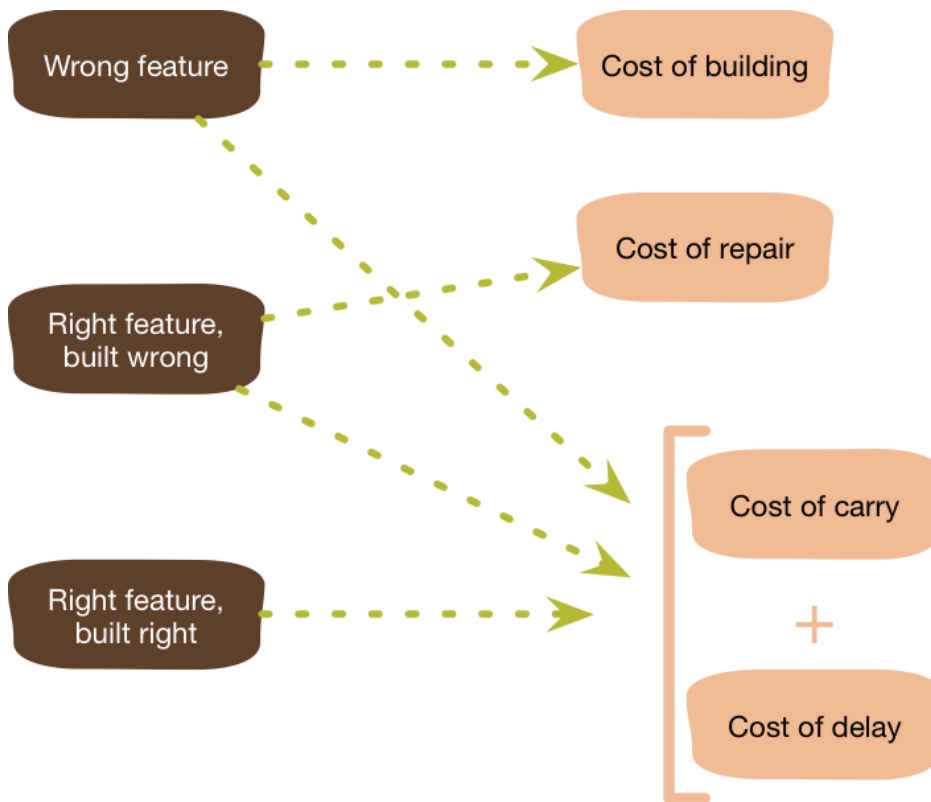 Wrong feature
Cost of building
Cost of repair
Right feature,
built wrong
Cost of carry
Right feature,
built right
+
Cost of delay